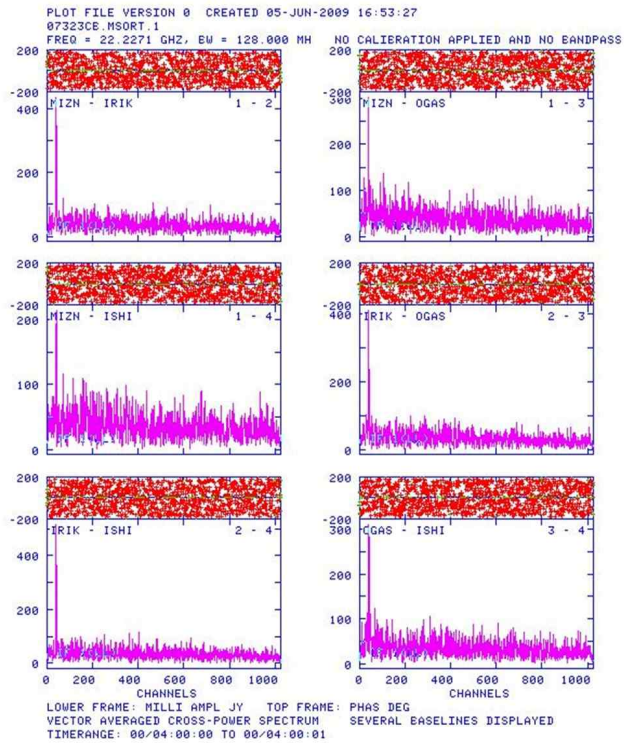 PLOT FILE VERSION 0 CREATED 05-JUN-2009 16:53:27
07323CE.MSORT.1
FREQ = 22.2271 GHZ, BW = 128.000 MH NO CALIBRATION APPLIED AND NO BANDPASS
200
-200
MIZN - IRIK 1 - 2
400
200
0
200
-200
MIZN - OGAS 1 - 3
300
200
100
0
200
-200
MIZN - ISHI 1 - 4
200
100
0
200
-200
IRIK - OGAS 2 - 3
400
200
0
200
-200
IRIK - ISHI 2 - 4
400
200
0
0 200 400 600 800 1000
CHANNELS
200
-200
OGAS - ISHI 3 - 4
300
200
100
0
0 200 400 600 800 1000
CHANNELS
LOWER FRAME: MILLI AMPL JY TOP FRAME: PHAS DEG
VECTOR AVERAGED CROSS-POWER SPECTRUM SEVERAL BASELINES DISPLAYED
TIMERANGE: 00/04:00:00 TO 00/04:00:01